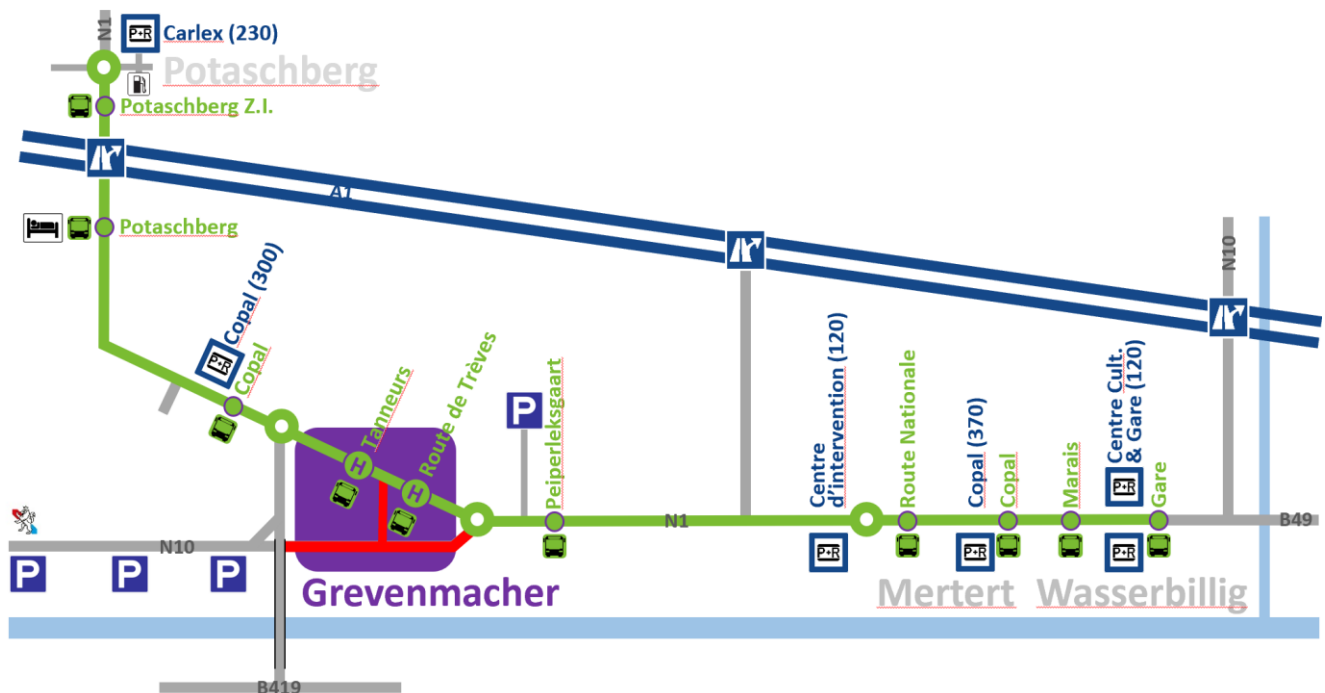 N1
P+R
Carlex (230)
Potaschberg
Potaschberg Z.I.
A1
Potaschberg
N10
Copal (300)
P+R
Copal
Tanneurs
Route de Trèves
H
H
P
Peiperleksgaart
Centre
d'intervention (120)
Route Nationale
Copal (370)
Copal
Marais
Centre Cult.
& Gare (120)
P+R
Gare
N1
B49
N10
P
P
P
P+R
P+R
P+R
Grevenmacher
Mertert
Wasserbillig
B419